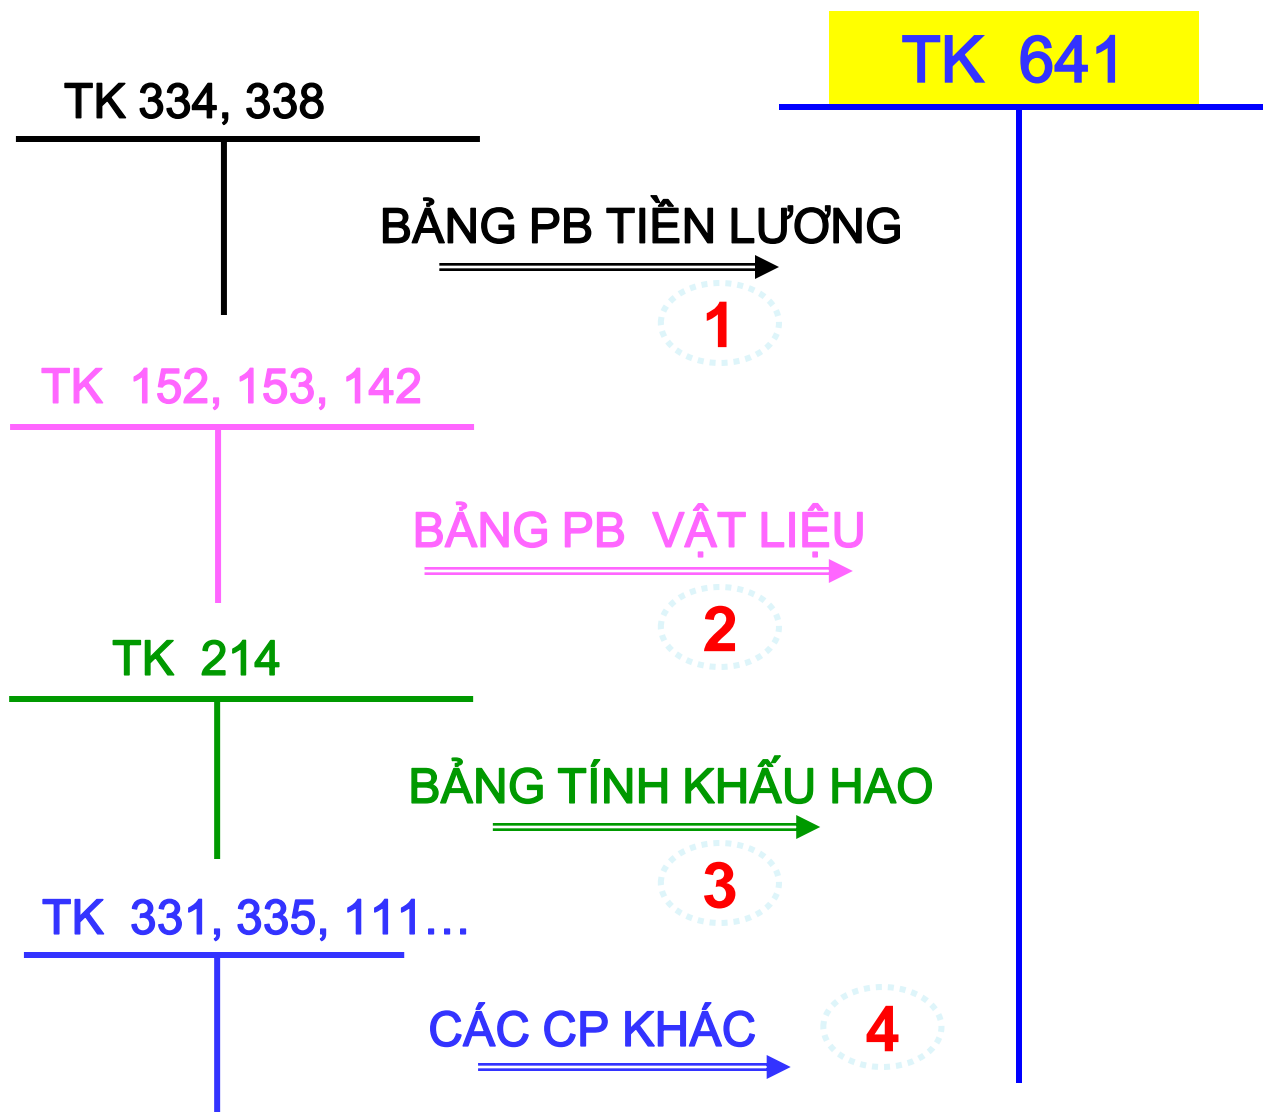 TK 641
TK 334, 338
BẢNG PB TIỀN LƯƠNG
1
TK 152, 153, 142
BẢNG PB VẬT LIỆU
2
TK 214
BẢNG TÍNH KHẤU HAO
3
TK 331, 335, 111...
CÁC CP KHÁC
4